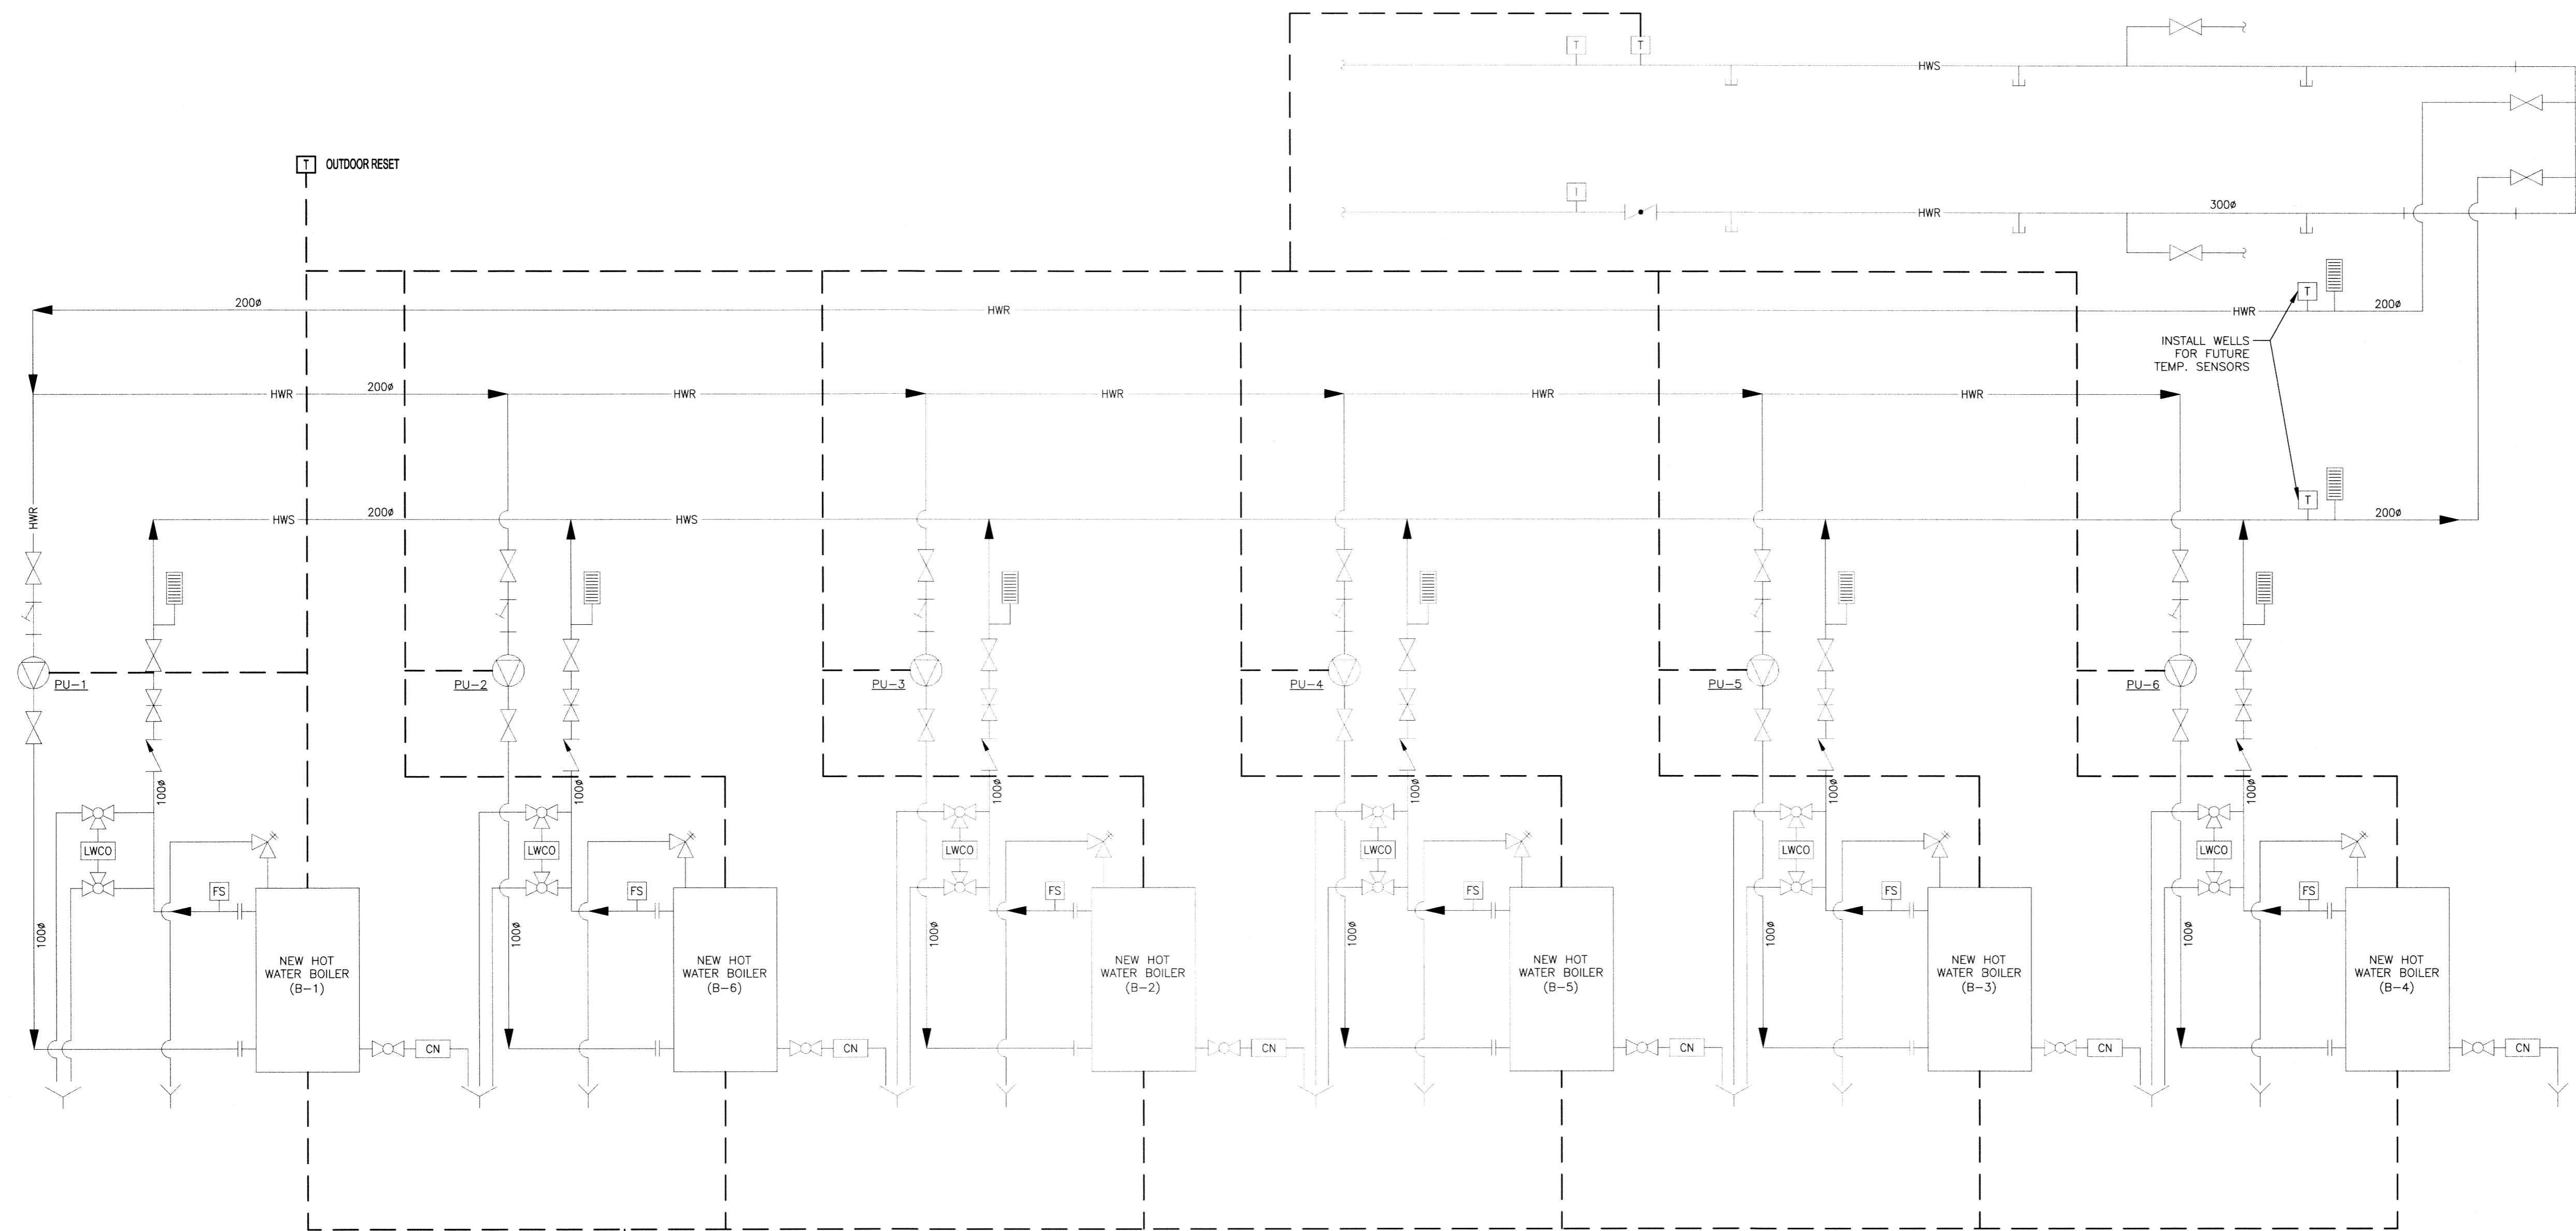 T T
HWS
T OUTDOOR RESET
T
HWR
300ø
200ø
HWR
HWR
T
200ø
INSTALL WELLS
FOR FUTURE
TEMP. SENSORS
HWR
200ø
HWR
HWR
HWR
HWR
HWR
HWS
200ø
HWS
T
200ø
PU-1
PU-2
PU-3
PU-4
PU-5
PU-6
100ø
100ø
100ø
100ø
100ø
100ø
LWCO
LWCO
LWCO
LWCO
LWCO
LWCO
FS
FS
FS
FS
FS
FS
100ø
100ø
100ø
100ø
100ø
100ø
NEW HOT
WATER BOILER
(B-1)
NEW HOT
WATER BOILER
(B-6)
NEW HOT
WATER BOILER
(B-2)
NEW HOT
WATER BOILER
(B-5)
NEW HOT
WATER BOILER
(B-3)
NEW HOT
WATER BOILER
(B-4)
CN
CN
CN
CN
CN
CN